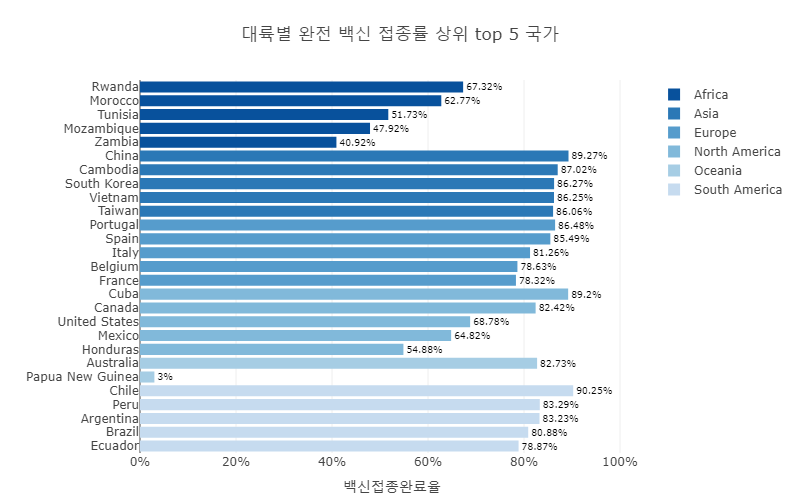 대륙별 완전 백신 접종률 상위 top 5 국가
Rwanda 67.32%
Morocco 62.77%
Tunisia 51.73%
Mozambique 47.92%
Zambia 40.92%
China 89.27%
Cambodia 87.02%
South Korea 86.27%
Vietnam 86.25%
Taiwan 86.06%
Portugal 86.48%
Spain 85.49%
Italy 81.26%
Belgium 78.63%
France 78.32%
Cuba 89.2%
Canada 82.42%
United States 68.78%
Mexico 64.82%
Honduras 54.88%
Australia 82.73%
Papua New Guinea 3%
Chile 90.25%
Peru 83.29%
Argentina 83.23%
Brazil 80.88%
Ecuador 78.87%
0% 20% 40% 60% 80% 100%
백신접종완료율
Africa
Asia
Europe
North America
Oceania
South America